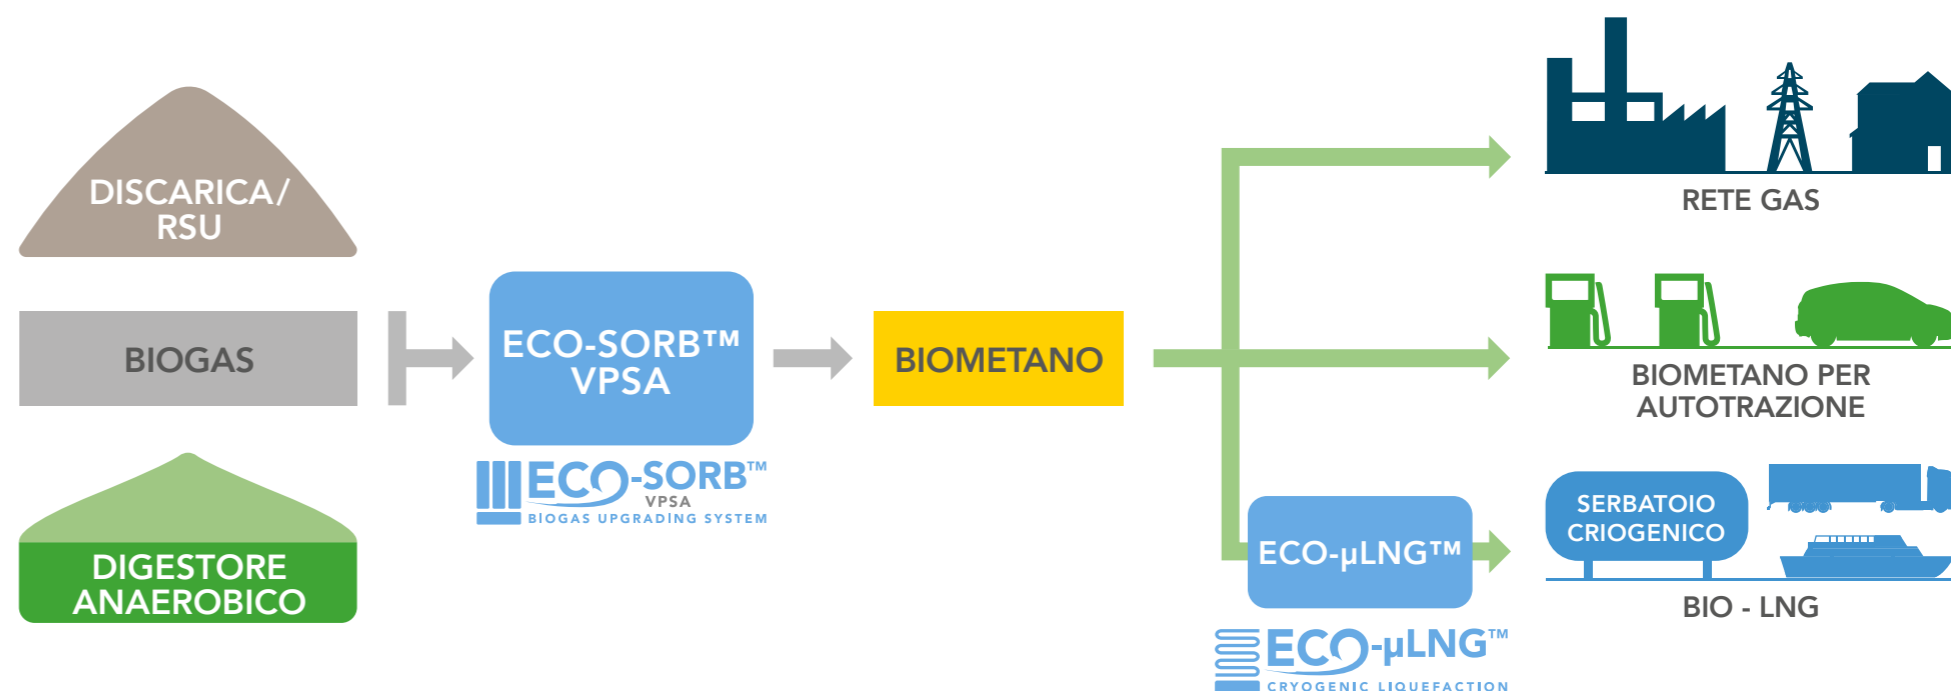 DISCARICA/
RSU
BIOGAS
DIGESTORE
ANAEROBICO
ECO-SORB™
VPSA
ECO-SORB™
VPSA
BIOGAS UPGRADING SYSTEM
BIOMETANO
ECO-µLNG™
ECO-µLNG™
CRYOGENIC LIQUEFACTION
RETE GAS
BIOMETANO PER
AUTOTRAZIONE
SERBATOIO
CRIOGENICO
BIO - LNG